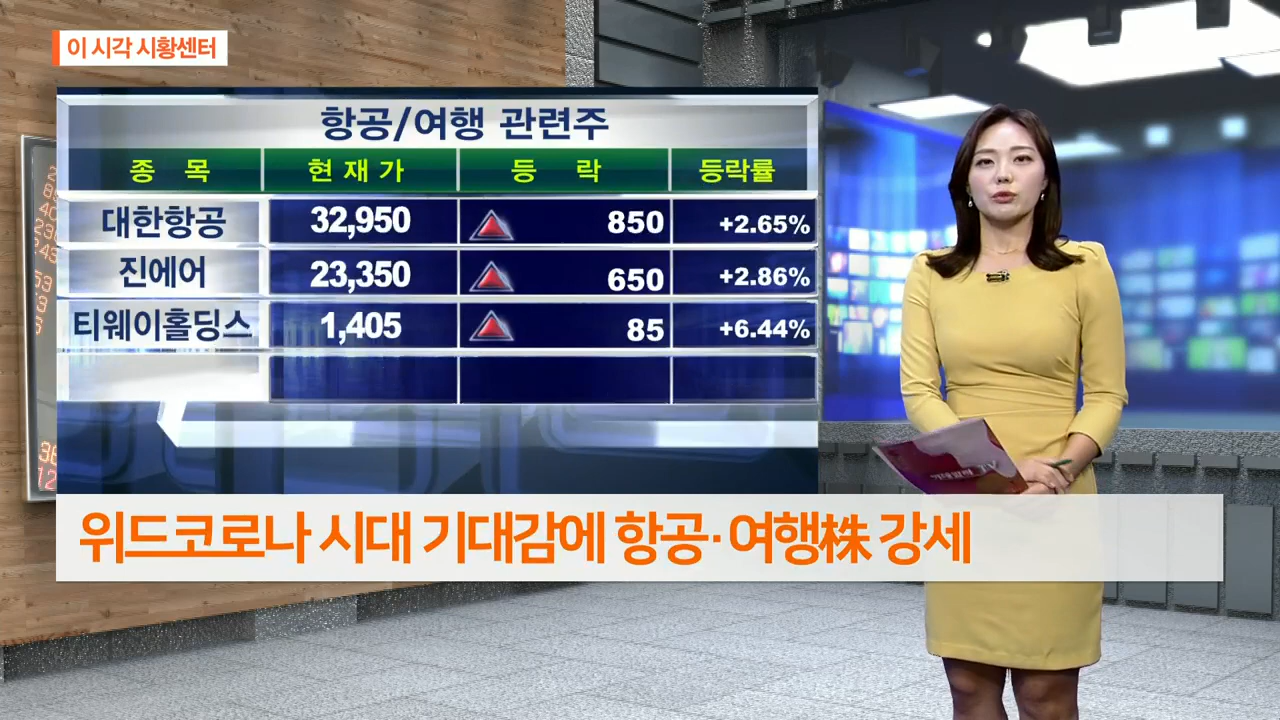 이 시각 시황센터
항공/여행 관련주
종 목 현 재 가 등 락 등락률
대한항공 32,950 ▲ 850 +2.65%
진에어 23,350 ▲ 650 +2.86%
티웨이홀딩스 1,405 ▲ 85 +6.44%
위드코로나 시대 기대감에 항공·여행株 강세